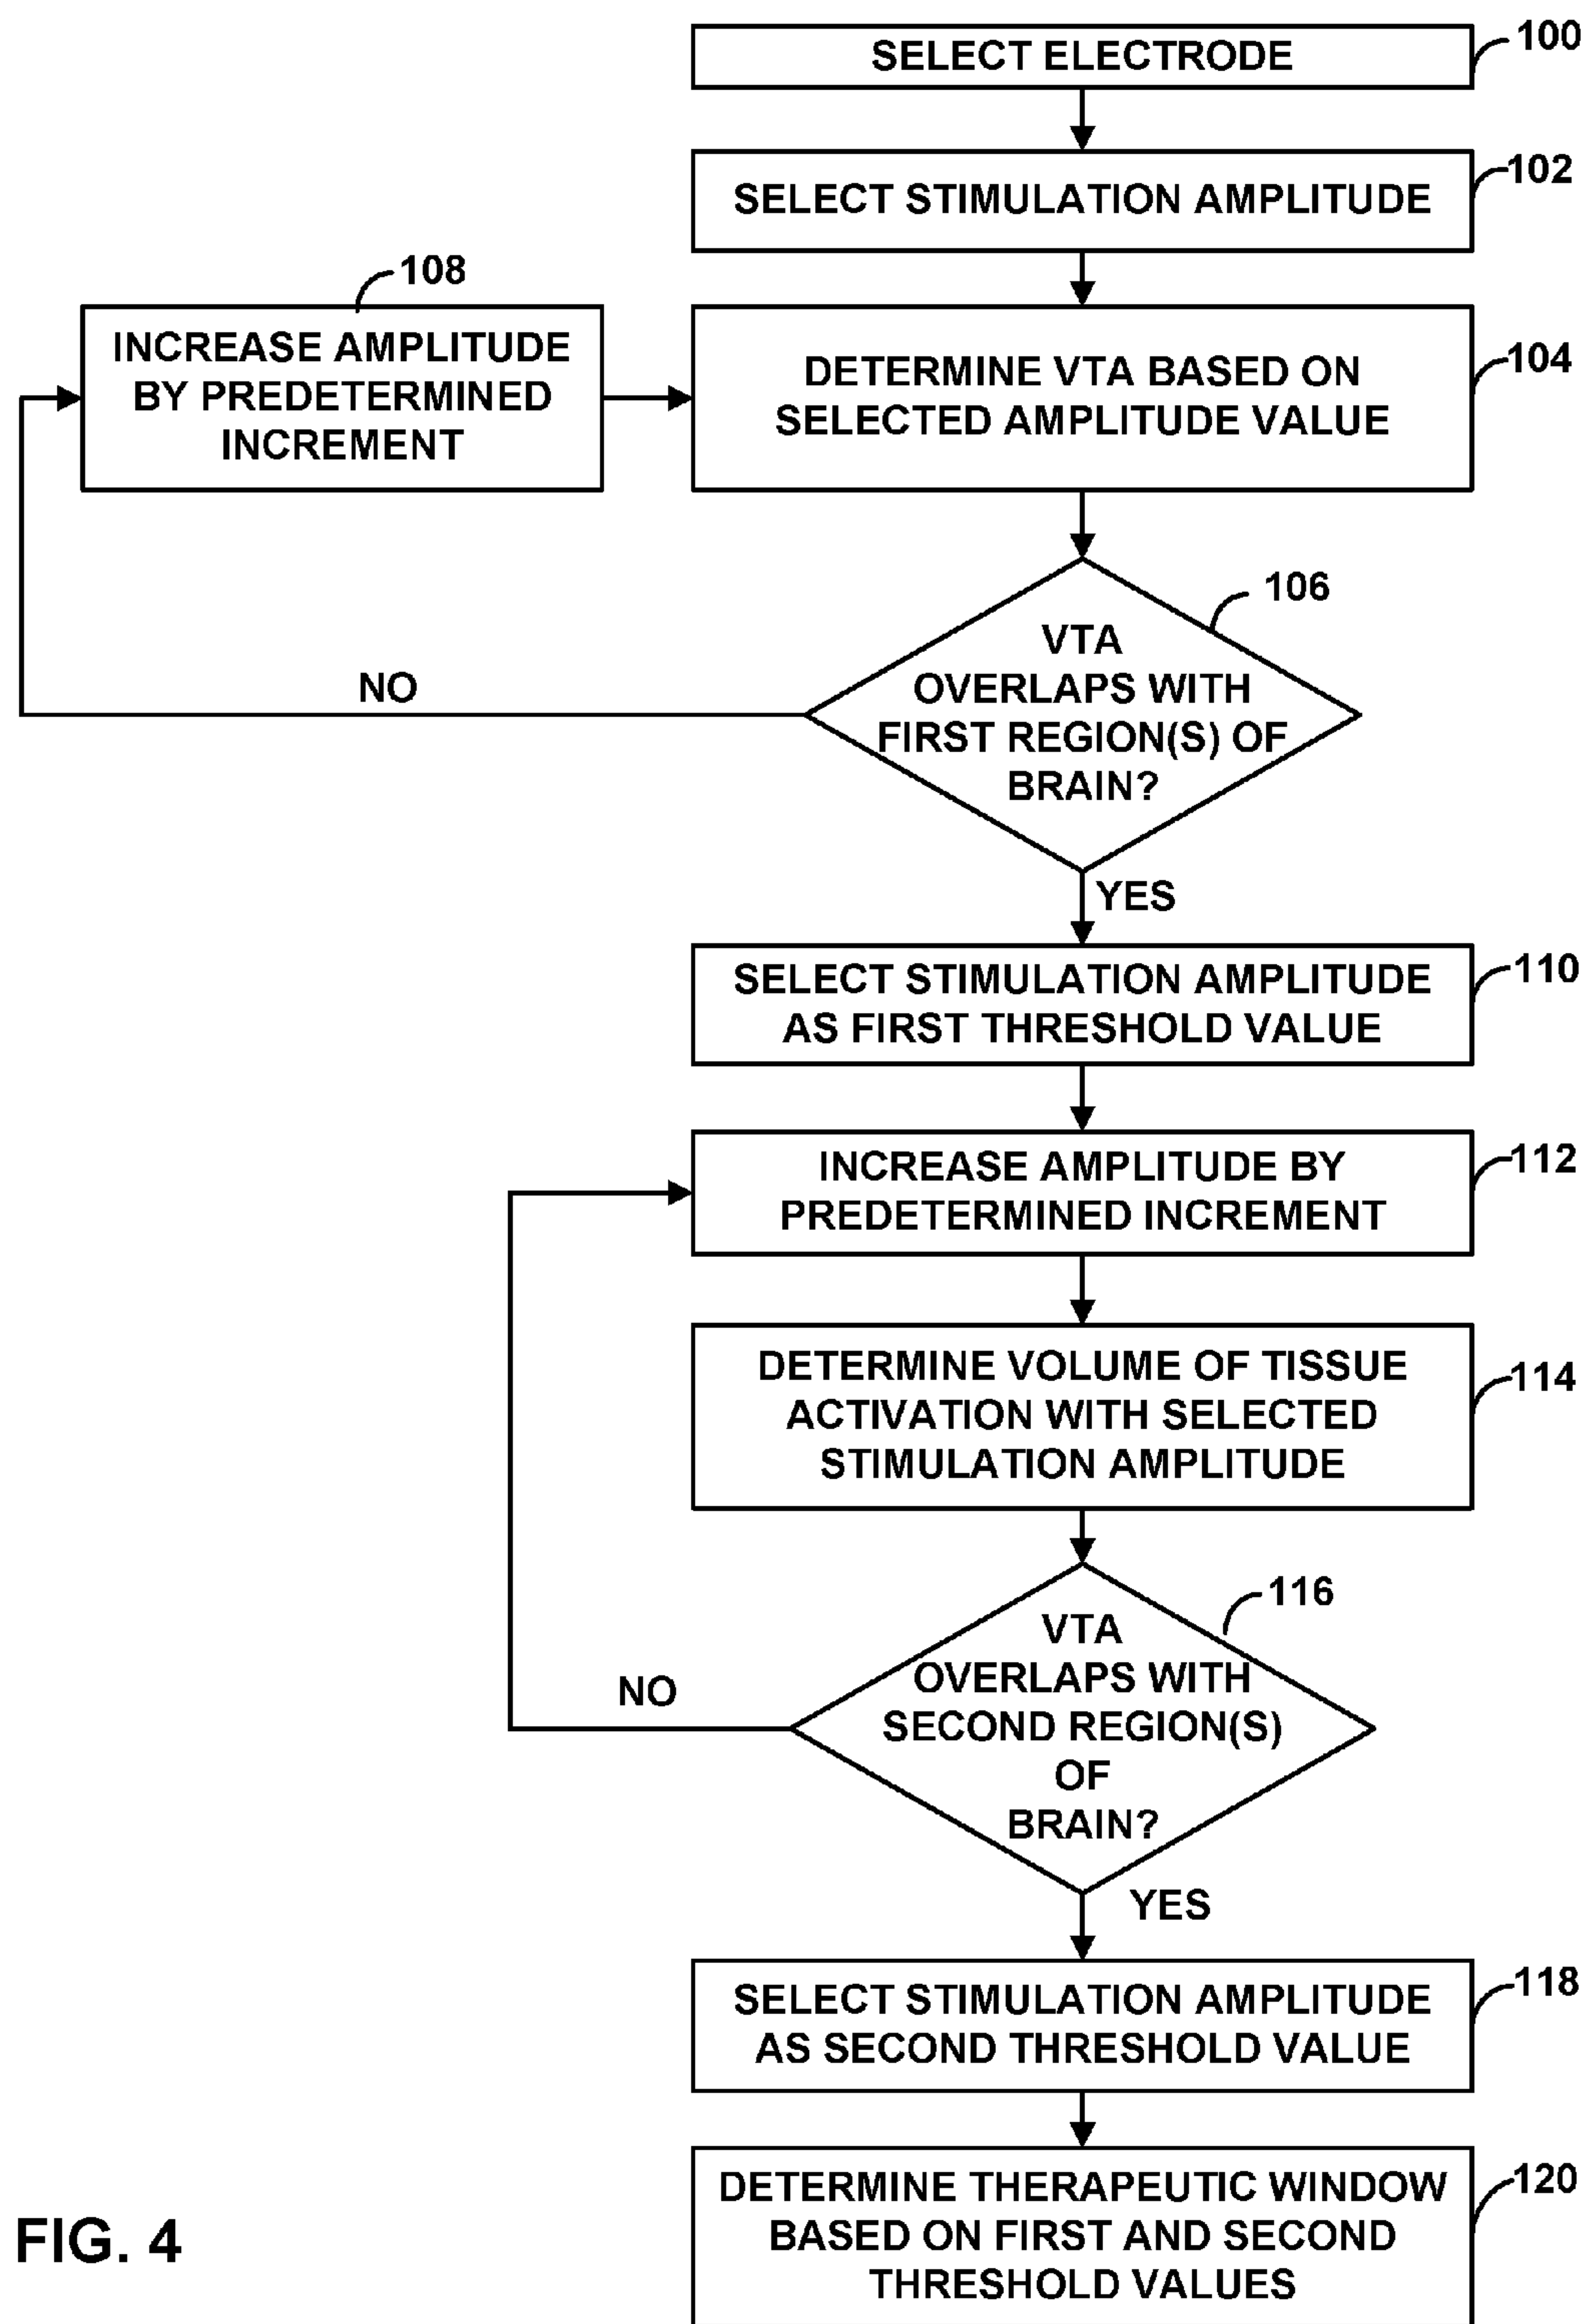 SELECT ELECTRODE
100
SELECT STIMULATION AMPLITUDE
102
108
INCREASE AMPLITUDE
BY PREDETERMINED
INCREMENT
DETERMINE VTA BASED ON
SELECTED AMPLITUDE VALUE
104
106
VTA
OVERLAPS WITH
FIRST REGION(S) OF
BRAIN?
NO
YES
SELECT STIMULATION AMPLITUDE
AS FIRST THRESHOLD VALUE
110
INCREASE AMPLITUDE BY
PREDETERMINED INCREMENT
112
DETERMINE VOLUME OF TISSUE
ACTIVATION WITH SELECTED
STIMULATION AMPLITUDE
114
116
VTA
OVERLAPS WITH
SECOND REGION(S)
OF
BRAIN?
NO
YES
SELECT STIMULATION AMPLITUDE
AS SECOND THRESHOLD VALUE
118
DETERMINE THERAPEUTIC WINDOW
BASED ON FIRST AND SECOND
THRESHOLD VALUES
120
FIG. 4